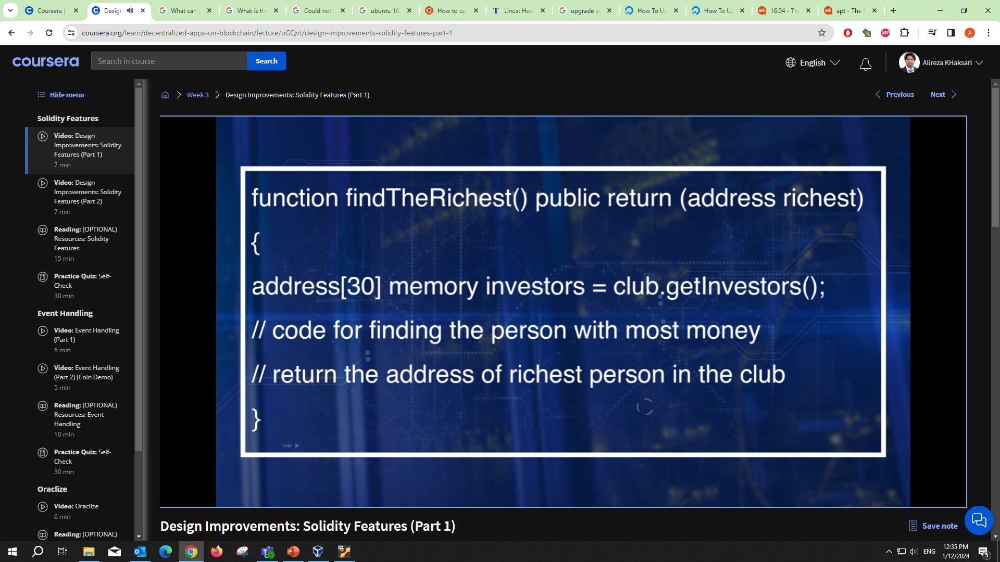 Coursera |
Design
What can y
What is the
Could not
ubuntu 16
How to up
Linux: How
upgrade u
How To Up
How To Up
16.04 - The
apt - The f
coursera.org/learn/decentralized-apps-on-blockchain/lecture/oGQvt/design-improvements-solidity-features-part-1
ABP
A
coursera
Search in course
Search
English
Alireza KHaksari
Hide menu
Week 3
Design Improvements: Solidity Features (Part 1)
Previous
Next
Solidity Features
Video: Design
Improvements: Solidity
Features (Part 1)
7 min
Video: Design
Improvements: Solidity
Features (Part 2)
7 min
Reading: (OPTIONAL)
Resources: Solidity
Features
15 min
Practice Quiz: Self-
Check
30 min
Event Handling
Video: Event Handling
(Part 1)
6 min
Video: Event Handling
(Part 2) (Coin Demo)
5 min
Reading: (OPTIONAL)
Resources: Event
Handling
10 min
Practice Quiz: Self-
Check
30 min
Oraclize
Video: Oraclize
6 min
Reading: (OPTIONAL)
function findTheRichest() public return (address richest)
{
address[30] memory investors = club.getInvestors();
// code for finding the person with most money
// return the address of richest person in the club
}
Design Improvements: Solidity Features (Part 1)
Save note
ENG
12:35 PM
1/12/2024
5